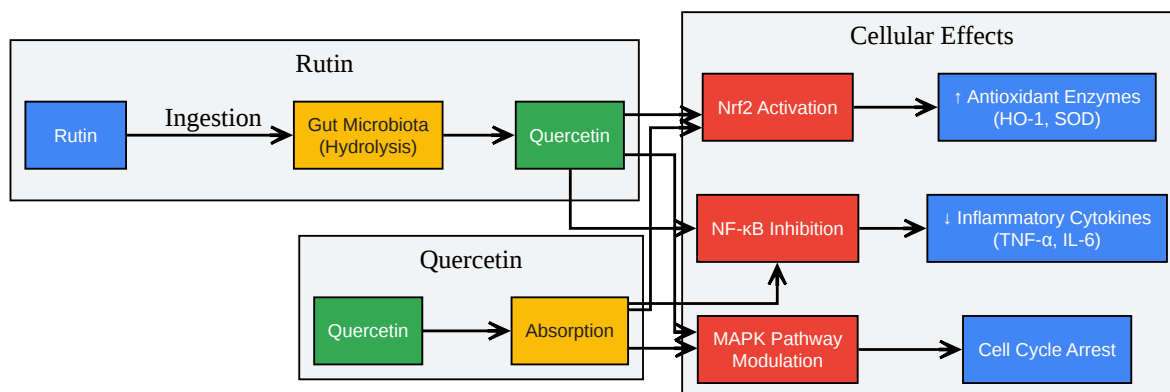 Rutin
Rutin
Ingestion
Gut Microbiota
(Hydrolysis)
Quercetin
Quercetin
Quercetin
Absorption
Cellular Effects
Nrf2 Activation
↑ Antioxidant Enzymes
(HO-1, SOD)
NF-κB Inhibition
↓ Inflammatory Cytokines
(TNF-α, IL-6)
MAPK Pathway
Modulation
Cell Cycle Arrest